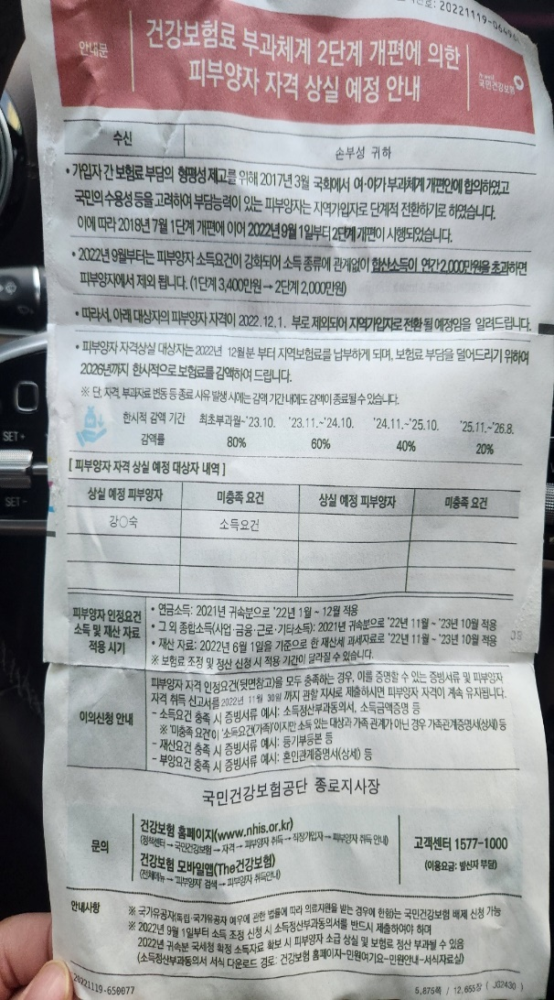 20221119-064961
안내문
건강보험료 부과체계 2단계 개편에 의한
피부양자 자격 상실 예정 안내
h·well
국민건강보험
수신
손부성 귀하
• 가입자 간 보험료 부담의 형평성 제고를 위해 2017년 3월 국회에서 여·야가 부과체계 개편안에 합의하였고
국민의 수용성 등을 고려하여 부담능력이 있는 피부양자는 지역가입자로 단계적 전환하기로 하였습니다.
이에 따라 2018년 7월 1단계 개편에 이어 2022년 9월 1일부터 2단계 개편이 시행되었습니다.
• 2022년 9월부터는 피부양자 소득요건이 강화되어 소득 종류에 관계없이 합산소득이 연간 2,000만원을 초과하면
피부양자에서 제외 됩니다. (1단계 3,400만원 → 2단계 2,000만원)
• 따라서, 아래 대상자의 피부양자 자격이 2022.12.1. 부로 제외되어 지역가입자로 전환 될 예정임을 알려드립니다.
• 피부양자 자격상실 대상자는 2022년 12월분 부터 지역보험료를 납부하게 되며, 보험료 부담을 덜어드리기 위하여
2026년까지 한시적으로 보험료를 감액하여 드립니다.
※ 단, 자격, 부과자료 변동 등 종료 사유 발생 시에는 감액 기간 내에도 감액이 종료될 수 있습니다.
한시적 감액 기간 최초부과월~'23.10. '23.11.~'24.10. '24.11.~'25.10. '25.11.~'26.8.
감액률 80% 60% 40% 20%
[ 피부양자 자격 상실 예정 대상자 내역 ]
상실 예정 피부양자 미충족 요건 상실 예정 피부양자 미충족 요건
강○숙 소득요건
피부양자 인정요건
소득 및 재산 자료
적용 시기
• 연금소득: 2021년 귀속분으로 '22년 1월 ~ 12월 적용
• 그 외 종합소득(사업·금융·근로·기타소득): 2021년 귀속분으로 '22년 11월 ~ '23년 10월 적용
• 재산 자료: 2022년 6월 1일을 기준으로 한 재산세 과세자료로 '22년 11월 ~ '23년 10월 적용
※ 보험료 조정 및 정산 신청 시 적용 기간이 달라질 수 있습니다.
이의신청 안내
피부양자 자격 인정요건(뒷면참고)을 모두 충족하는 경우, 이를 증명할 수 있는 증빙서류 및 피부양자
자격 취득 신고서를 2022년 11월 30일 까지 관할 지사로 제출하시면 피부양자 자격이 계속 유지됩니다.
- 소득요건 충족 시 증빙서류 예시: 소득정산부과동의서, 소득금액증명 등
※ '미충족 요건'이 '소득요건(가족)'이지만 소득 있는 대상과 가족 관계가 아닌 경우 가족관계증명서(상세) 등
- 재산요건 충족 시 증빙서류 예시: 등기부등본 등
- 부양요건 충족 시 증빙서류 예시: 혼인관계증명서(상세) 등
국민건강보험공단 종로지사장
문의
건강보험 홈페이지(www.nhis.or.kr)
(정책센터 → 국민건강보험 → 자격 → 피부양자 취득 → 직장가입자 → 피부양자 취득 안내)
건강보험 모바일앱(The건강보험)
(전체메뉴 → '피부양자' 검색 → 피부양자 취득안내)
고객센터 1577-1000
(이용요금: 발신자 부담)
안내사항
※ 국가유공자(독립·국가유공자 예우에 관한 법률에 따라 의료지원을 받는 경우에 한함)는 국민건강보험 배제 신청 가능
※ 2022년 9월 1일부터 소득 조정 신청 시 소득정산부과동의서를 반드시 제출하여야 하며
2022년 귀속분 국세청 확정 소득자료 확보 시 피부양자 소급 상실 및 보험료 정산 부과될 수 있음
(소득정산부과동의서 서식 다운로드 경로: 건강보험 홈페이지-민원여기요-민원안내-서식자료실)
20221119-650077
5,875쪽 / 12,655장 ( JG2430 )